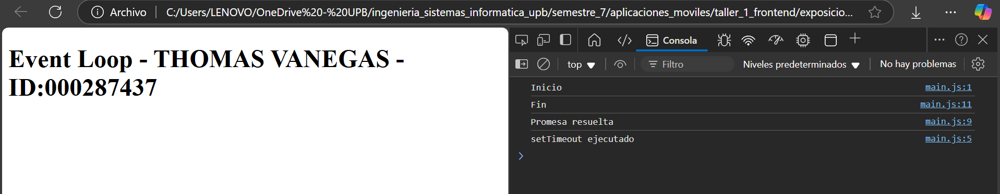 Archivo C:/Users/LENOVO/OneDrive%20-%20UPB/ingenieria_sistemas_informatica_upb/semestre_7/aplicaciones_moviles/taller_1_frontend/exposicio...
Event Loop - THOMAS VANEGAS -
ID:000287437
Consola
top Filtro Niveles predeterminados No hay problemas
Inicio main.js:1
Fin main.js:11
Promesa resuelta main.js:9
setTimeout ejecutado main.js:5